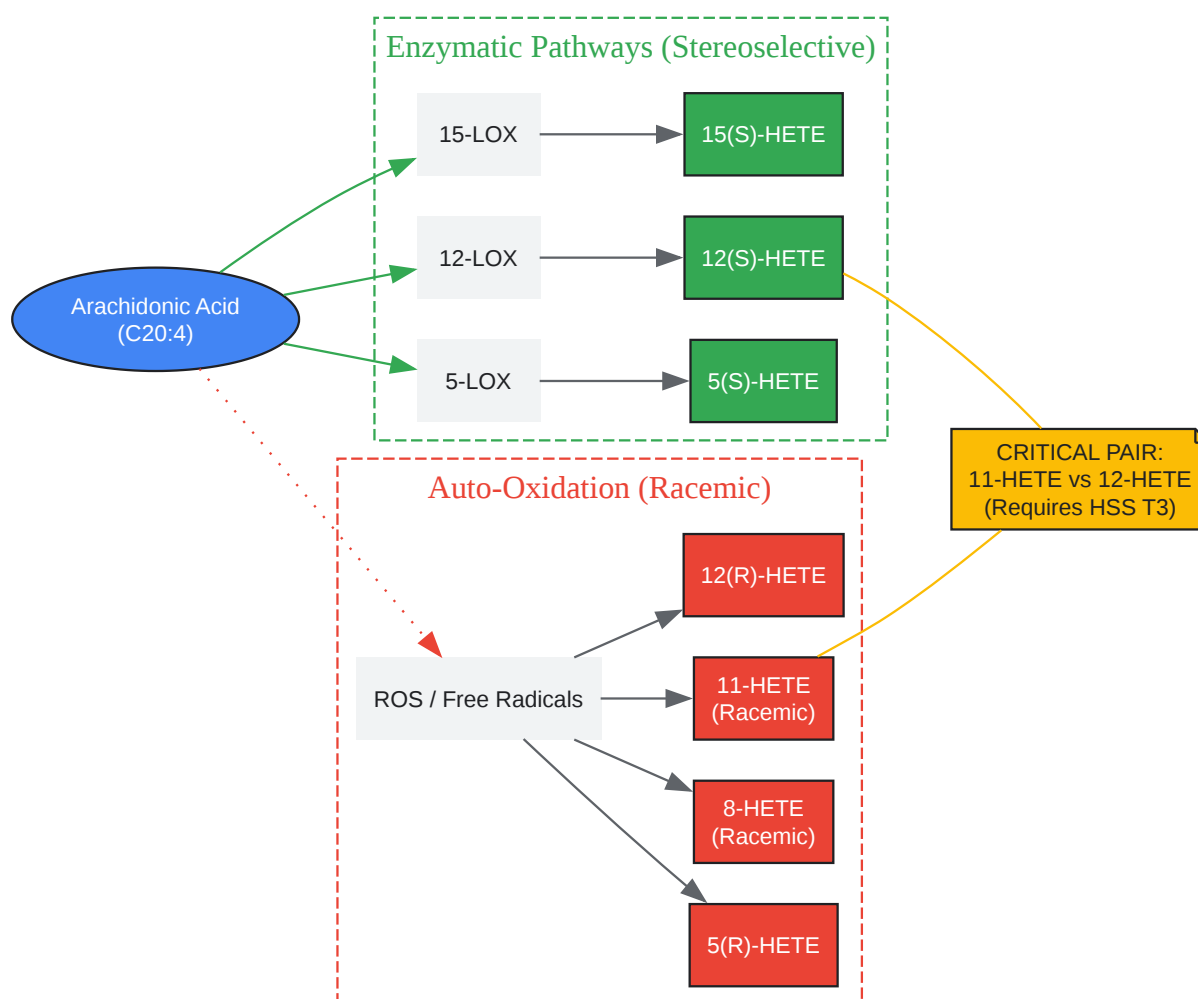 Enzymatic Pathways (Stereoselective)
15-LOX
15(S)-HETE
12-LOX
12(S)-HETE
Arachidonic Acid
(C20:4)
5-LOX
5(S)-HETE
CRITICAL PAIR:
11-HETE vs 12-HETE
(Requires HSS T3)
Auto-Oxidation (Racemic)
12(R)-HETE
ROS / Free Radicals
11-HETE
(Racemic)
8-HETE
(Racemic)
5(R)-HETE